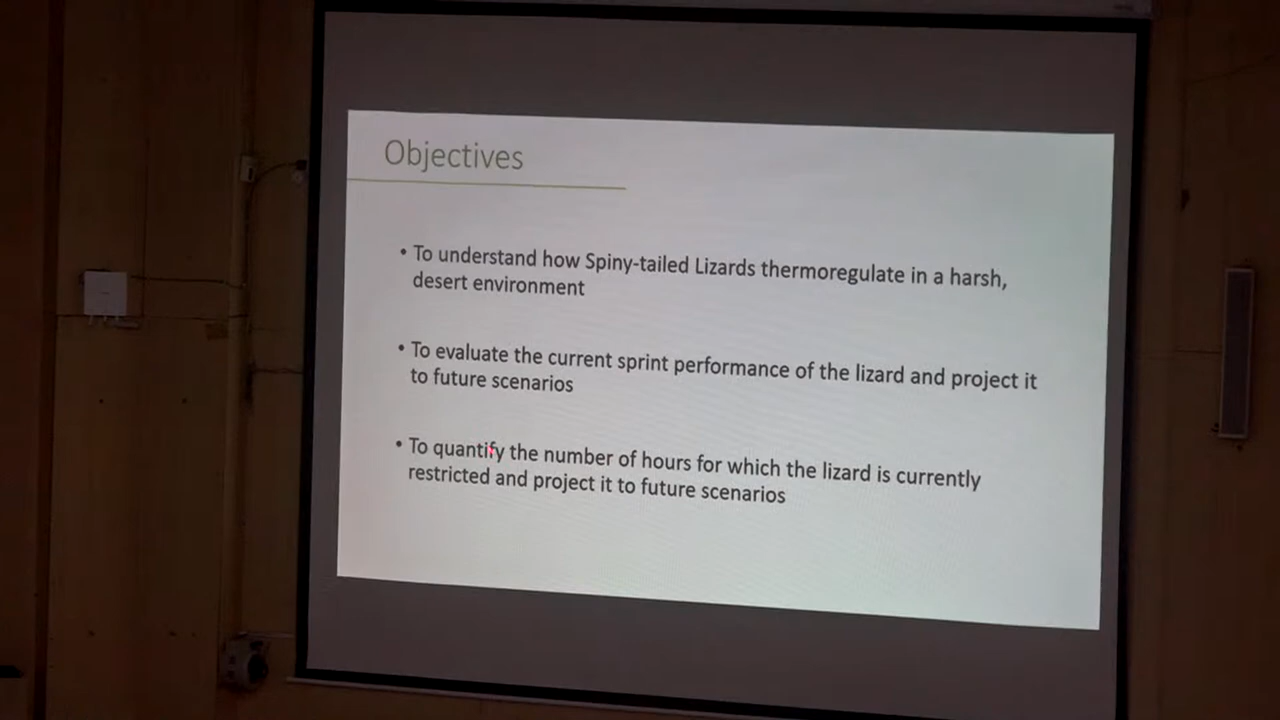 Objectives
• To understand how Spiny-tailed Lizards thermoregulate in a harsh,
desert environment
• To evaluate the current sprint performance of the lizard and project it
to future scenarios
• To quantify the number of hours for which the lizard is currently
restricted and project it to future scenarios